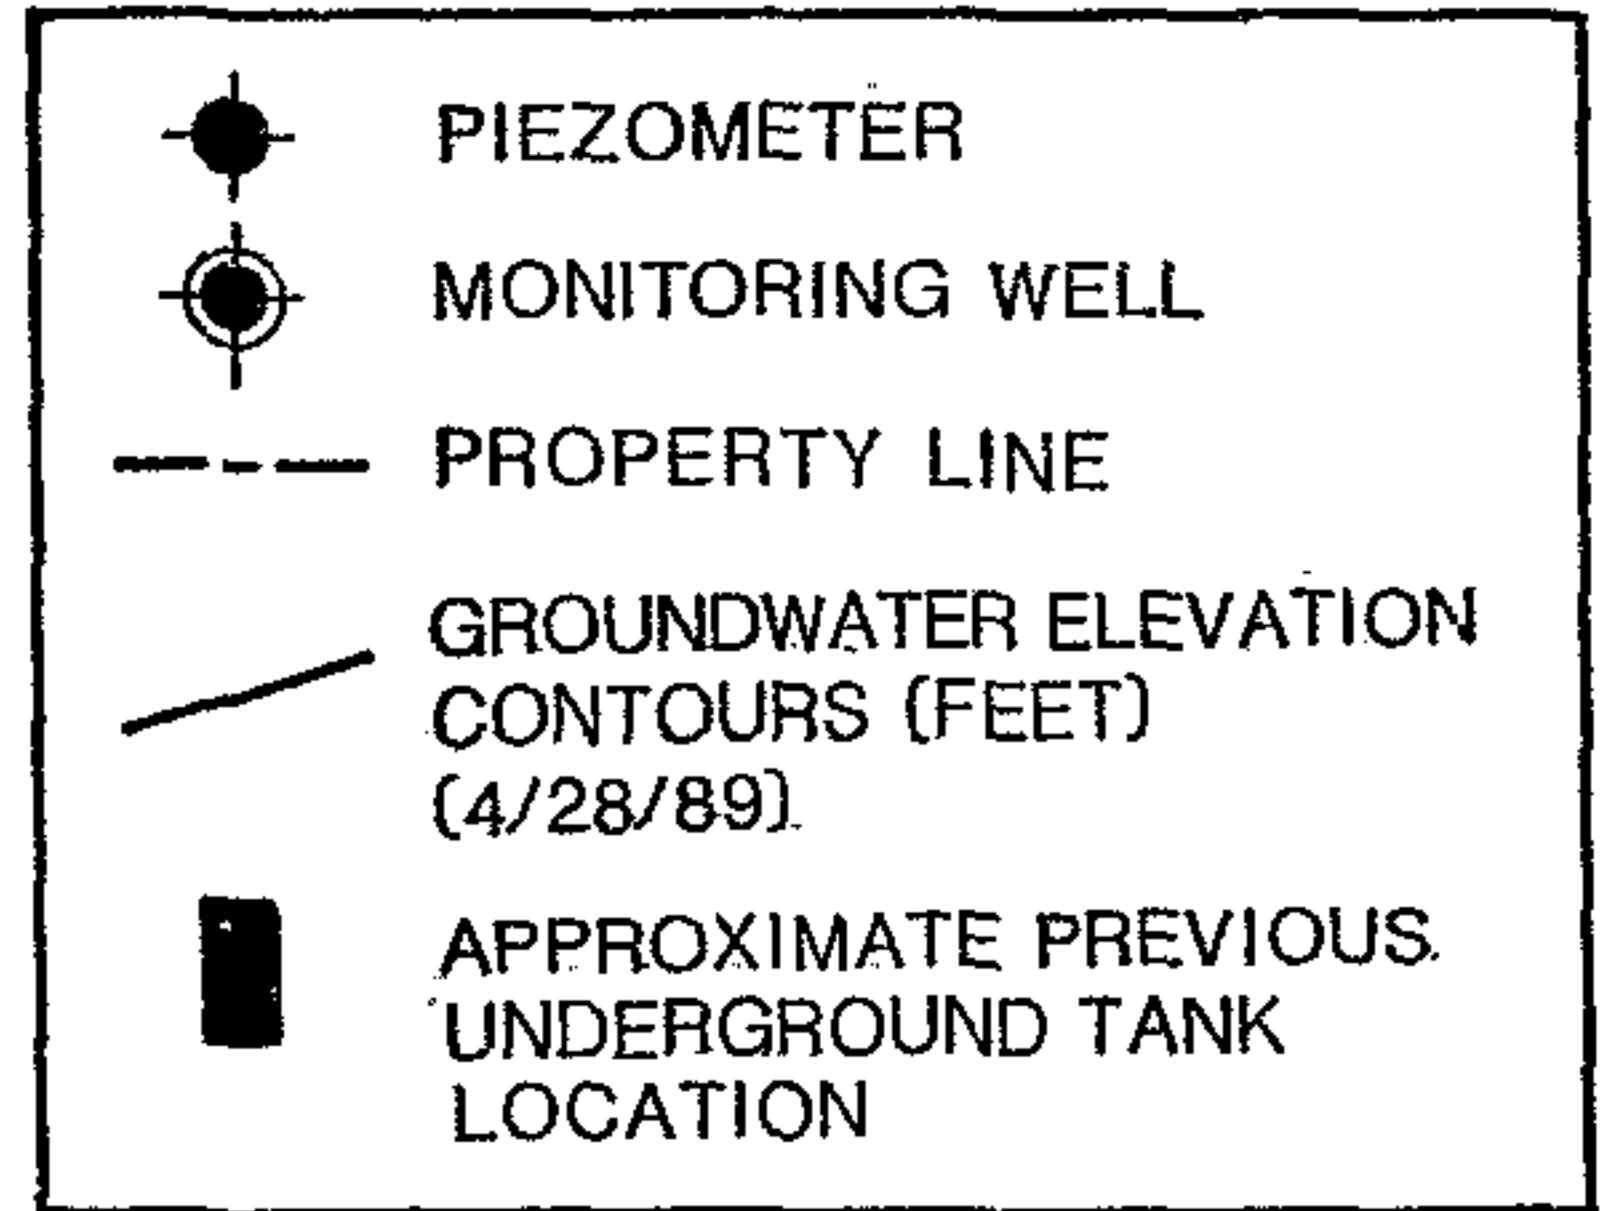 PIEZOMETER
MONITORING WELL
PROPERTY LINE
GROUNDWATER ELEVATION
CONTOURS (FEET)
(4/28/89)
APPROXIMATE PREVIOUS
UNDERGROUND TANK
LOCATION